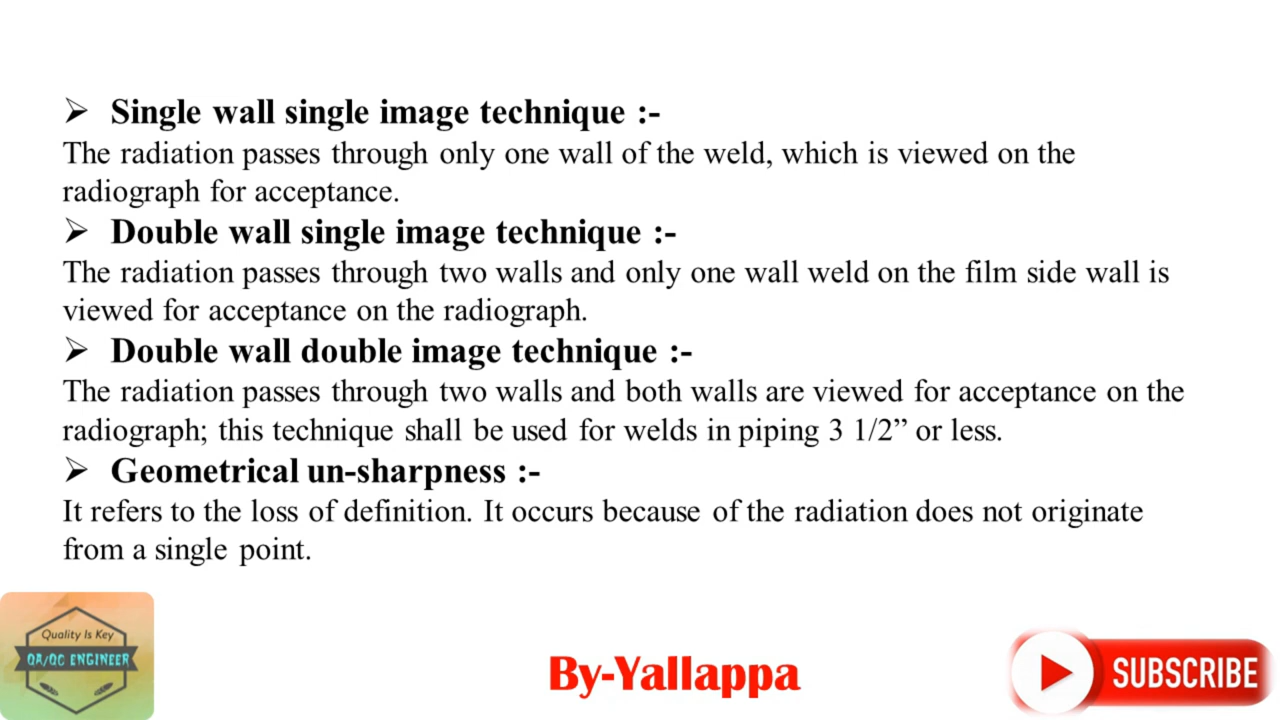 ➢ Single wall single image technique :-
The radiation passes through only one wall of the weld, which is viewed on the
radiograph for acceptance.
➢ Double wall single image technique :-
The radiation passes through two walls and only one wall weld on the film side wall is
viewed for acceptance on the radiograph.
➢ Double wall double image technique :-
The radiation passes through two walls and both walls are viewed for acceptance on the
radiograph; this technique shall be used for welds in piping 3 1/2” or less.
➢ Geometrical un-sharpness :-
It refers to the loss of definition. It occurs because of the radiation does not originate
from a single point.
Quality Is Key
QA/QC ENGINEER
By-Yallappa
SUBSCRIBE